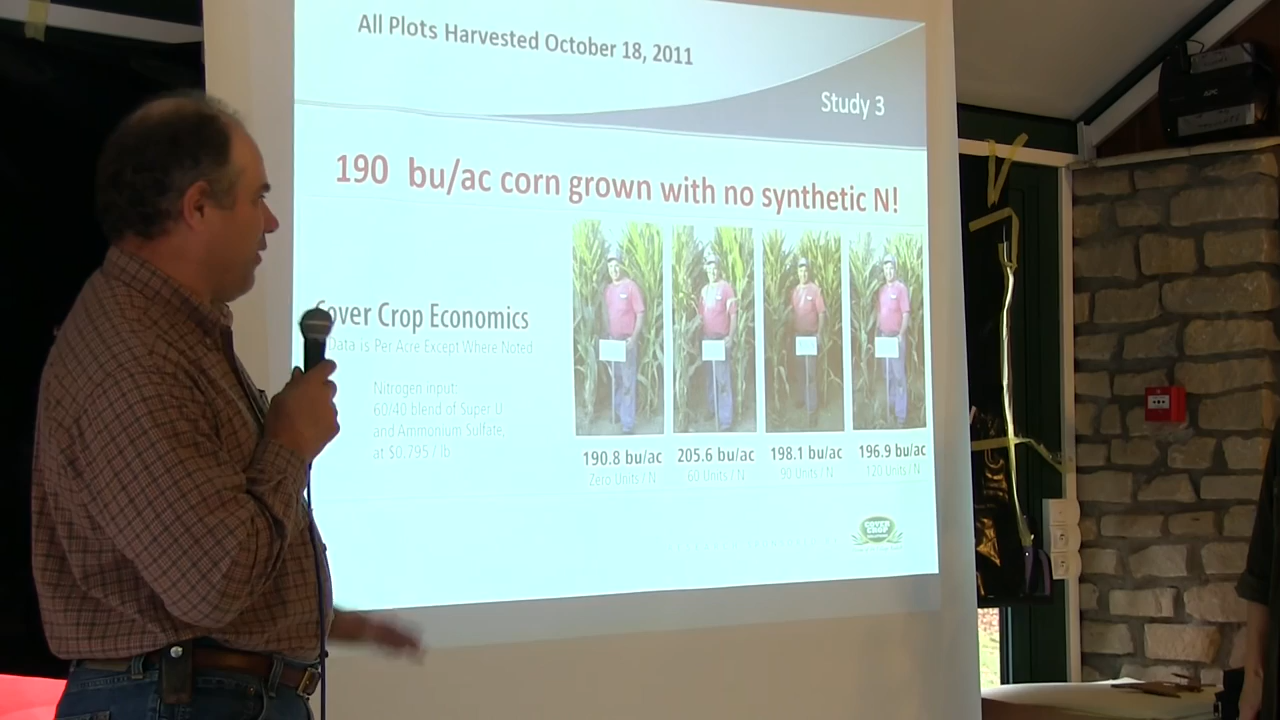 All Plots Harvested October 18, 2011
Study 3
190 bu/ac corn grown with no synthetic N!
Cover Crop Economics
Data is Per Acre Except Where Noted
Nitrogen input:
60/40 blend of Super U
and Ammonium Sulfate,
at $0.795 / lb
190.8 bu/ac 205.6 bu/ac 198.1 bu/ac 196.9 bu/ac
Zero Units / N 60 Units / N 90 Units / N 120 Units / N
COVER
CROP
APC